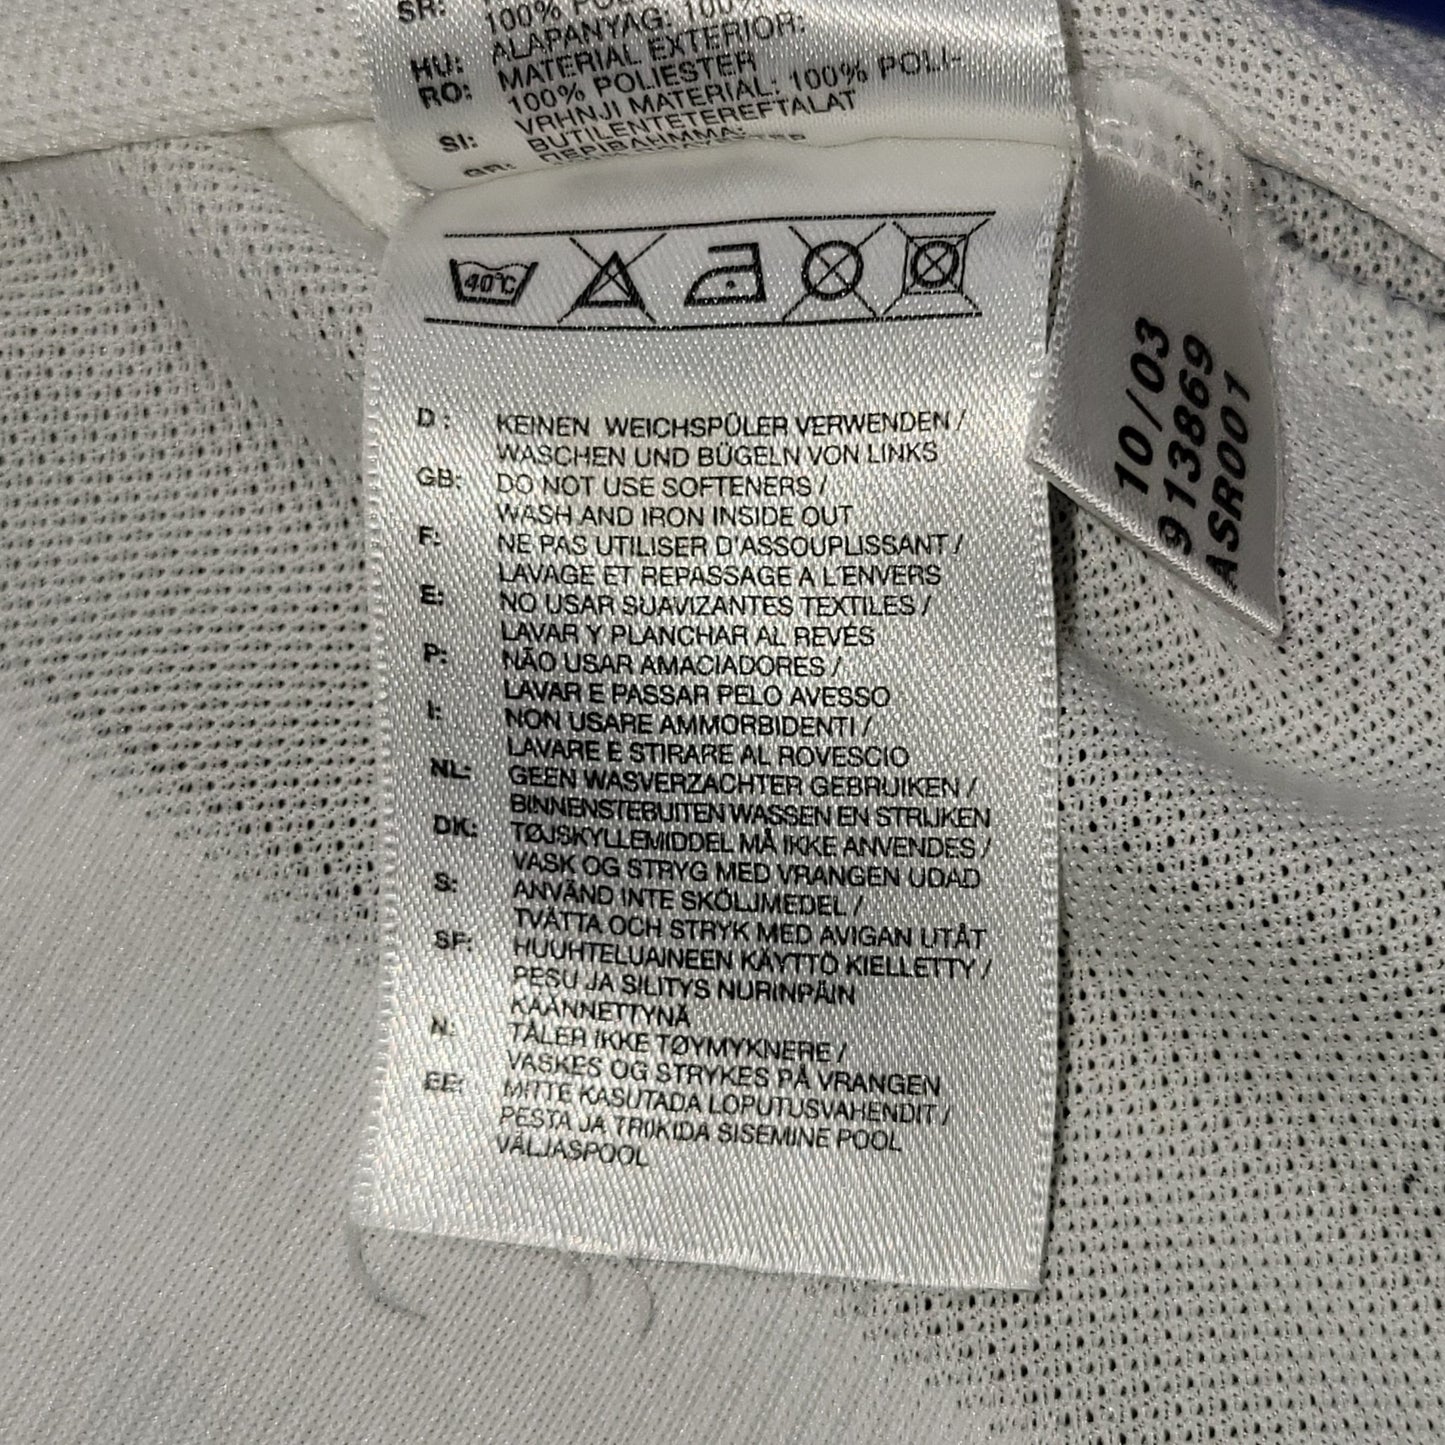 SR:
100% POL
HU: ALAPANYAG: 100%
RO: MATERIAL EXTERIOR:
100% POLIESTER
SI: VRHNJI MATERIAL: 100% POLI-
BUTILENTETEREFTALAT
GR: ΠΕΡΙΒΛΗΜΜΑ:
40°C
D: KEINEN WEICHSPÜLER VERWENDEN /
WASCHEN UND BÜGELN VON LINKS
GB: DO NOT USE SOFTENERS /
WASH AND IRON INSIDE OUT
F: NE PAS UTILISER D'ASSOUPLISSANT /
LAVAGE ET REPASSAGE A L'ENVERS
E: NO USAR SUAVIZANTES TEXTILES /
LAVAR Y PLANCHAR AL REVÉS
P: NÃO USAR AMACIADORES /
LAVAR E PASSAR PELO AVESSO
I: NON USARE AMMORBIDENTI /
LAVARE E STIRARE AL ROVESCIO
NL: GEEN WASVERZACHTER GEBRUIKEN /
BINNENSTEBUITEN WASSEN EN STRIJKEN
DK: TØJSKYLLEMIDDEL MÅ IKKE ANVENDES /
VASK OG STRYG MED VRANGEN UDAD
S: ANVÄND INTE SKÖLJMEDEL /
TVÄTTA OCH STRYK MED AVIGAN UTÅT
SF: HUUHTELUAINEEN KÄYTTÖ KIELLETTY /
PESU JA SILITYS NURINPÄIN
KÄÄNNETTYNÄ
N: TÅLER IKKE TØYMYKNERE /
VASKES OG STRYKES PÅ VRANGEN
EE: MITTE KASUTADA LOPUTUSVAHENDIT /
PESTA JA TRIIKIDA SISEMINE POOL
VÄLJASPOOL
10/03
913869
ASR0001